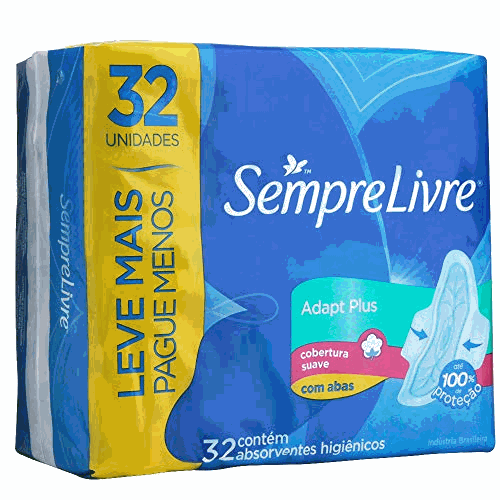 32
UNIDADES
LEVE MAIS
PAGUE MENOS
SempreLivre
SempreLivre®
TM
Adapt Plus
cobertura
suave
com abas
até
100%
de
proteção
32 contém
absorventes higiênicos
Indústria Brasileira